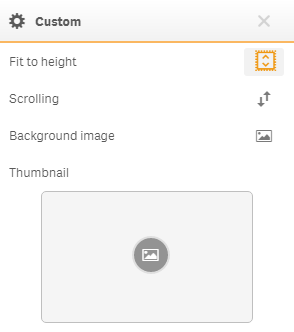 Custom
Fit to height
Scrolling
Background image
Thumbnail